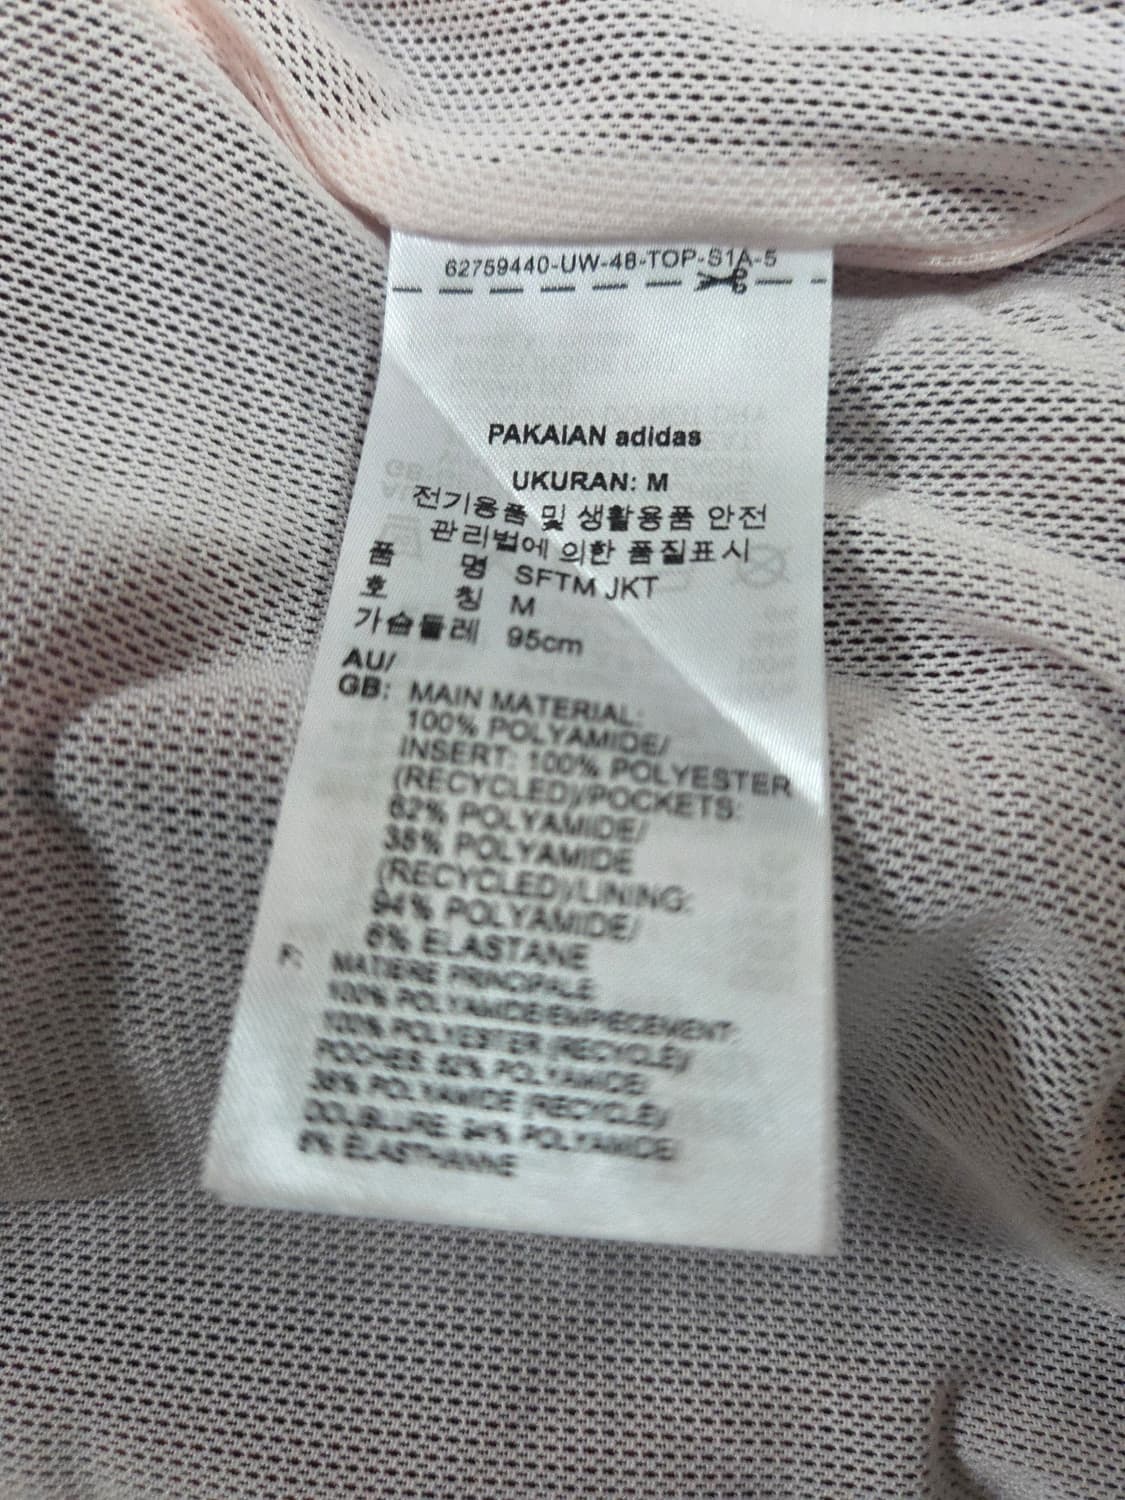 62759440-UW-48-TOP-S1A-5
PAKAIAN adidas
UKURAN: M
전기용품 및 생활용품 안전
관리법에 의한 품질표시
품 명 SFTM JKT
호 칭 M
가슴둘레 95cm
AU/
GB: MAIN MATERIAL:
100% POLYAMIDE/
INSERT: 100% POLYESTER
(RECYCLED)/POCKETS:
62% POLYAMIDE/
38% POLYAMIDE
(RECYCLED)/LINING:
94% POLYAMIDE/
6% ELASTANE
F: MATIERE PRINCIPALE
100% POLYAMIDE/EMPIECEMENT:
100% POLYESTER (RECYCLE)/
POCHES: 62% POLYAMIDE,
38% POLYAMIDE (RECYCLE)/
DOUBLURE: 94% POLYAMIDE
6% ELASTHANNE